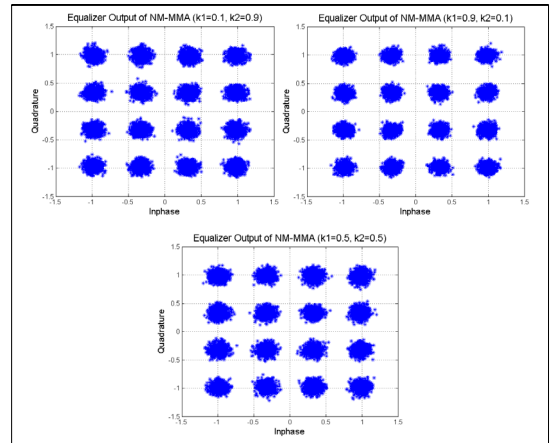 Equalizer Output of NM-MMA (k1=0.1, k2=0.9)
1.5
1
0.5
0
-0.5
-1
-1.5
Quadrature
-1.5 -1 -0.5 0 0.5 1 1.5
Inphase
Equalizer Output of NM-MMA (k1=0.9, k2=0.1)
1.5
1
0.5
0
-0.5
-1
-1.5
Quadrature
-1.5 -1 -0.5 0 0.5 1 1.5
Inphase
Equalizer Output of NM-MMA (k1=0.5, k2=0.5)
1.5
1
0.5
0
-0.5
-1
-1.5
Quadrature
-1.5 -1 -0.5 0 0.5 1 1.5
Inphase